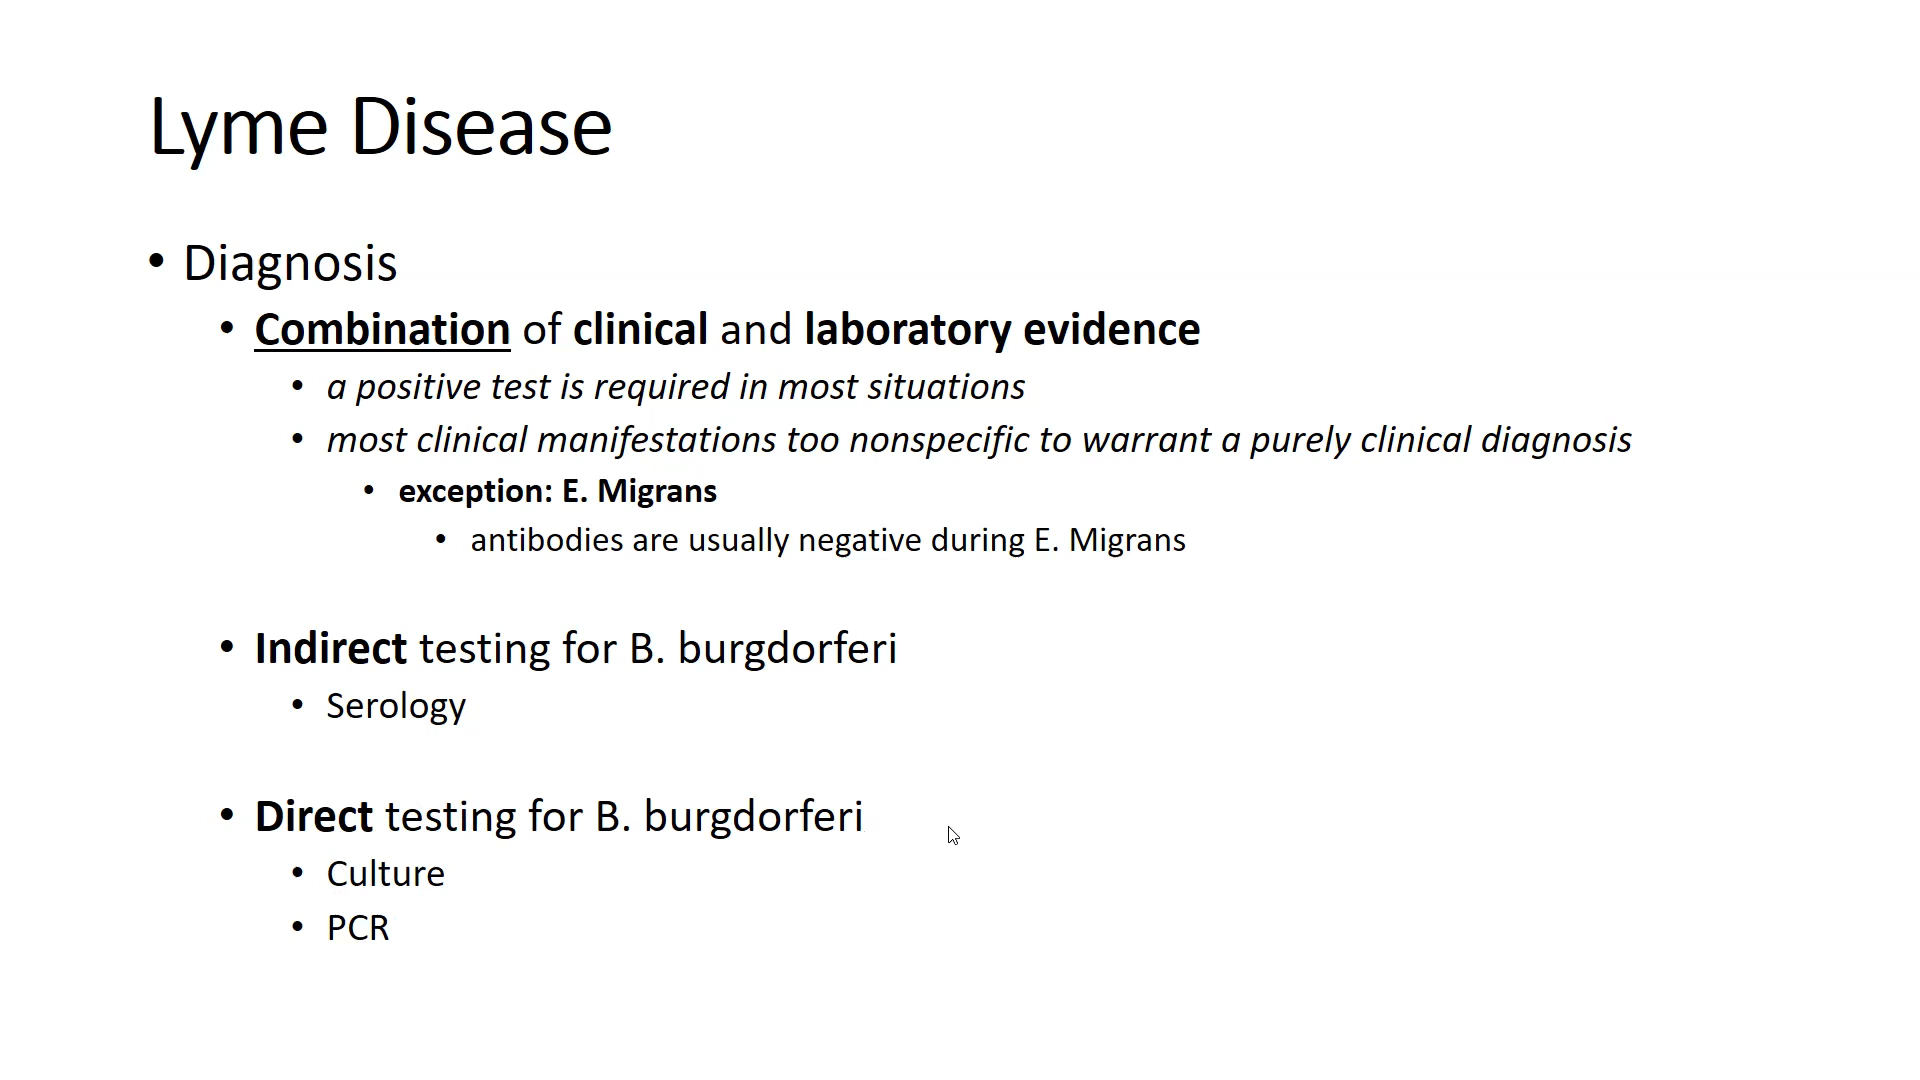 Lyme Disease
• Diagnosis
• Combination of clinical and laboratory evidence
• a positive test is required in most situations
• most clinical manifestations too nonspecific to warrant a purely clinical diagnosis
• exception: E. Migrans
• antibodies are usually negative during E. Migrans
• Indirect testing for B. burgdorferi
• Serology
• Direct testing for B. burgdorferi
• Culture
• PCR